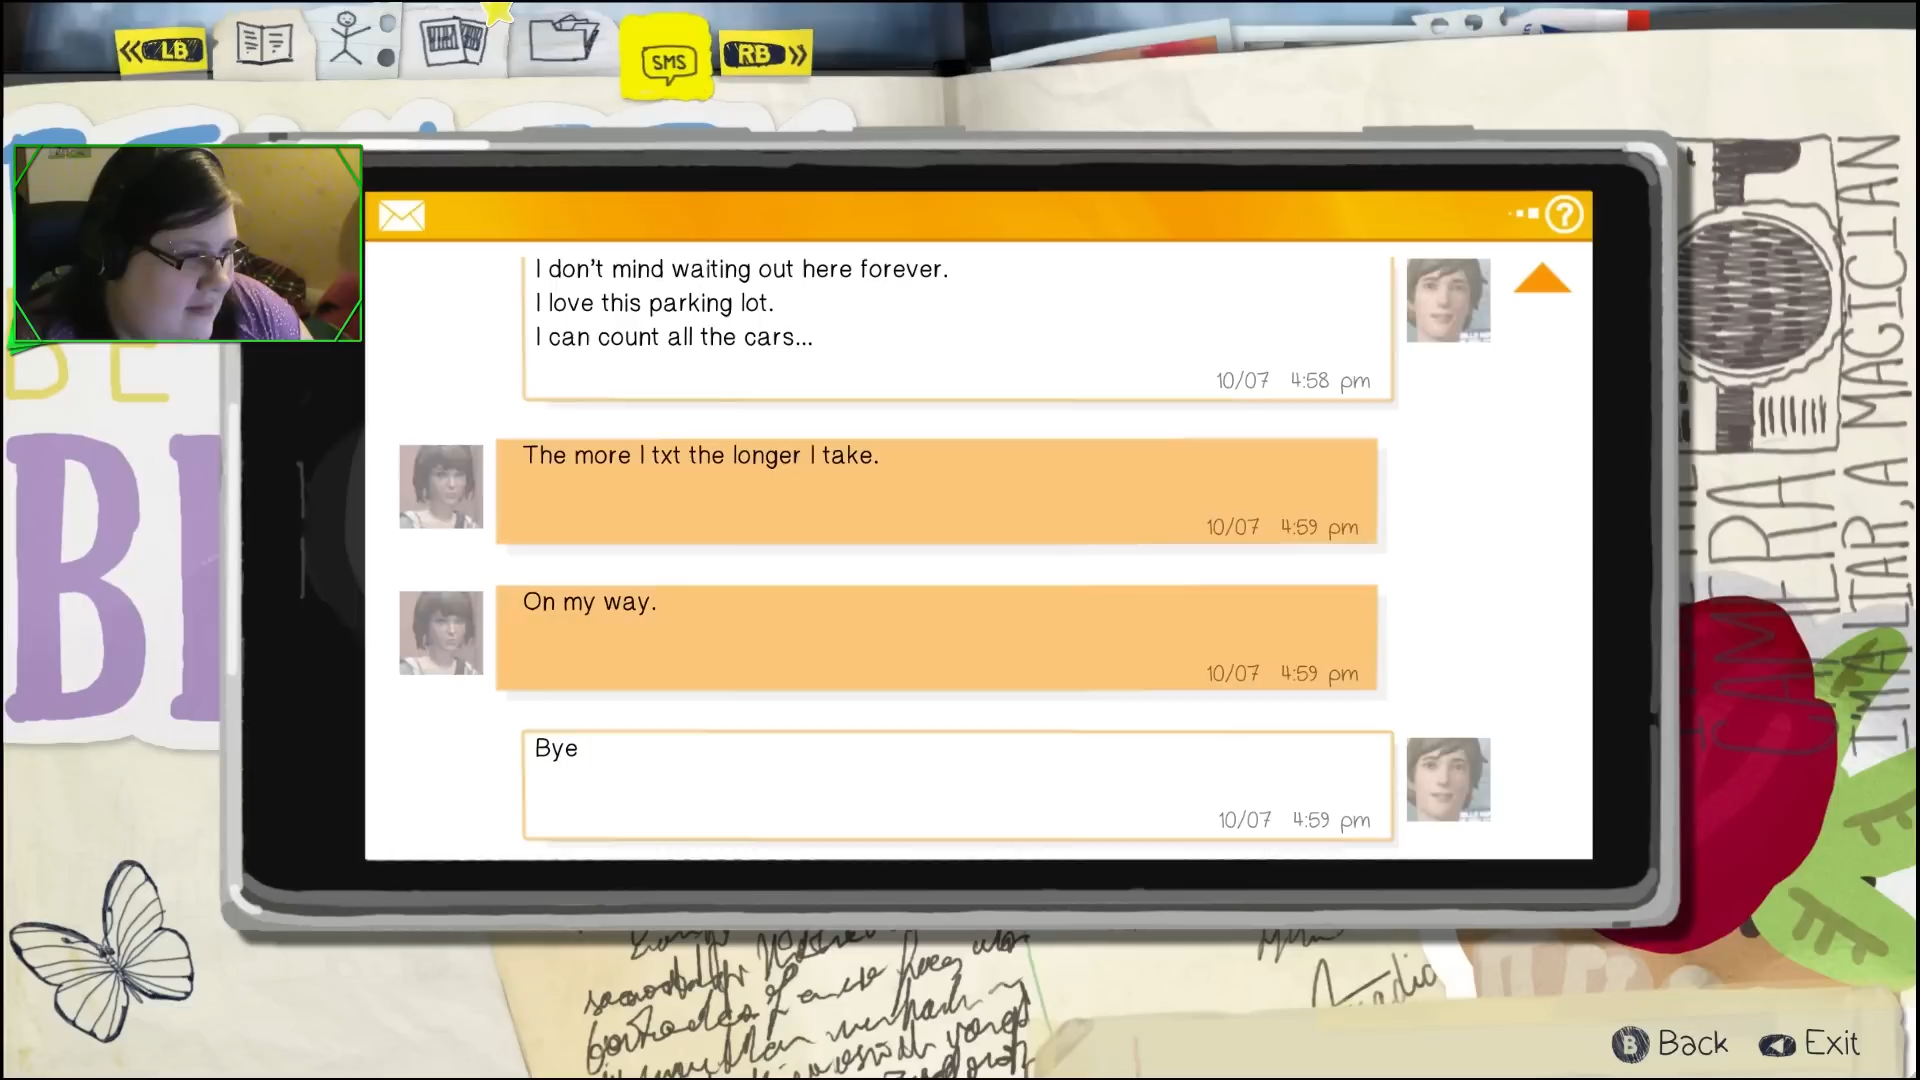 LB
SMS
RB
?
I don't mind waiting out here forever.
I love this parking lot.
I can count all the cars...
10/07 4:58 pm
The more I txt the longer I take.
10/07 4:59 pm
On my way.
10/07 4:59 pm
Bye
10/07 4:59 pm
BE
CAMERA
LIAR, A MAGICIAN
B Back
Exit